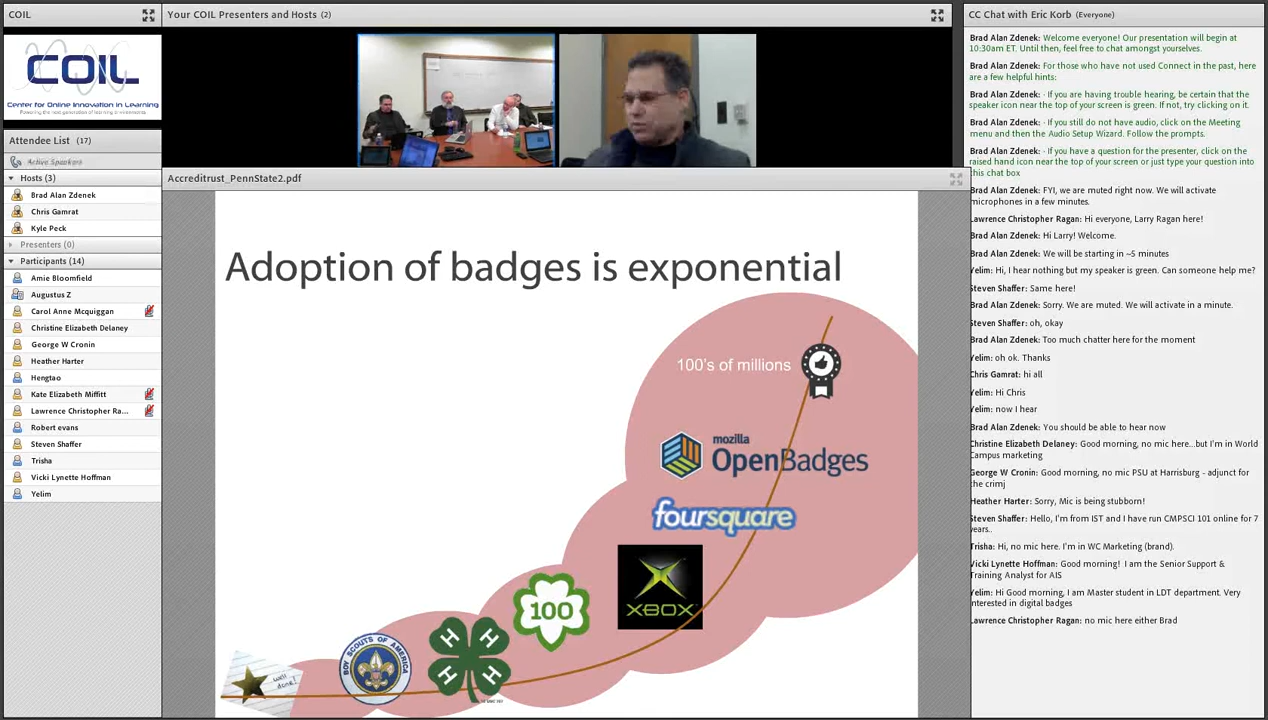 COIL
Your COIL Presenters and Hosts (2)
CC Chat with Eric Korb (Everyone)
COIL
Center for Online Innovation in Learning
Attendee List (17)
Active Speakers
Hosts (3)
Brad Alan Zdenek
Chris Gamrat
Kyle Peck
Presenters (0)
Participants (14)
Amie Bloomfield
Augustus Z
Carol Anne Mcquiggan
Christine Elizabeth Delaney
George W Cronin
Heather Harter
Hengtao
Kate Elizabeth Miffitt
Lawrence Christopher Ra...
Robert evans
Steven Shaffer
Trisha
Vicki Lynette Hoffman
Yelim
Accreditrust_PennState2.pdf
Adoption of badges is exponential
100's of millions
mozilla
OpenBadges
foursquare
XBOX
100
H H
H H
BOY SCOUTS OF AMERICA
well done!
Brad Alan Zdenek: Welcome everyone! Our presentation will begin at
10:30am ET. Until then, feel free to chat amongst yourselves.
Brad Alan Zdenek: For those who have not used Connect in the past, here
are a few helpful hints:
Brad Alan Zdenek: · If you are having trouble hearing, be certain that the
speaker icon near the top of your screen is green. If not, try clicking on it.
Brad Alan Zdenek: · If you still do not have audio, click on the Meeting
menu and then the Audio Setup Wizard. Follow the prompts.
Brad Alan Zdenek: · If you have a question for the presenter, click on the
raised hand icon near the top of your screen or just type your question into
this chat box
Brad Alan Zdenek: FYI, we are muted right now. We will activate
microphones in a few minutes.
Lawrence Christopher Ragan: Hi everyone, Larry Ragan here!
Brad Alan Zdenek: Hi Larry! Welcome.
Brad Alan Zdenek: We will be starting in ~5 minutes
Yelim: Hi, I hear nothing but my speaker is green. Can someone help me?
Steven Shaffer: Same here!
Brad Alan Zdenek: Sorry. We are muted. We will activate in a minute.
Steven Shaffer: oh, okay
Brad Alan Zdenek: Too much chatter here for the moment
Yelim: oh ok. Thanks
Chris Gamrat: hi all
Yelim: Hi Chris
Yelim: now I hear
Brad Alan Zdenek: You should be able to hear now
Christine Elizabeth Delaney: Good morning, no mic here...but I'm in World
Campus marketing
George W Cronin: Good morning, no mic PSU at Harrisburg - adjunct for
the crimj
Heather Harter: Sorry, Mic is being stubborn!
Steven Shaffer: Hello, I'm from IST and I have run CMPSCI 101 online for 7
years..
Trisha: Hi, no mic here. I'm in WC Marketing (brand).
Vicki Lynette Hoffman: Good morning! I am the Senior Support &
Training Analyst for AIS
Yelim: Hi Good morning, I am Master student in LDT department. Very
interested in digital badges
Lawrence Christopher Ragan: no mic here either Brad